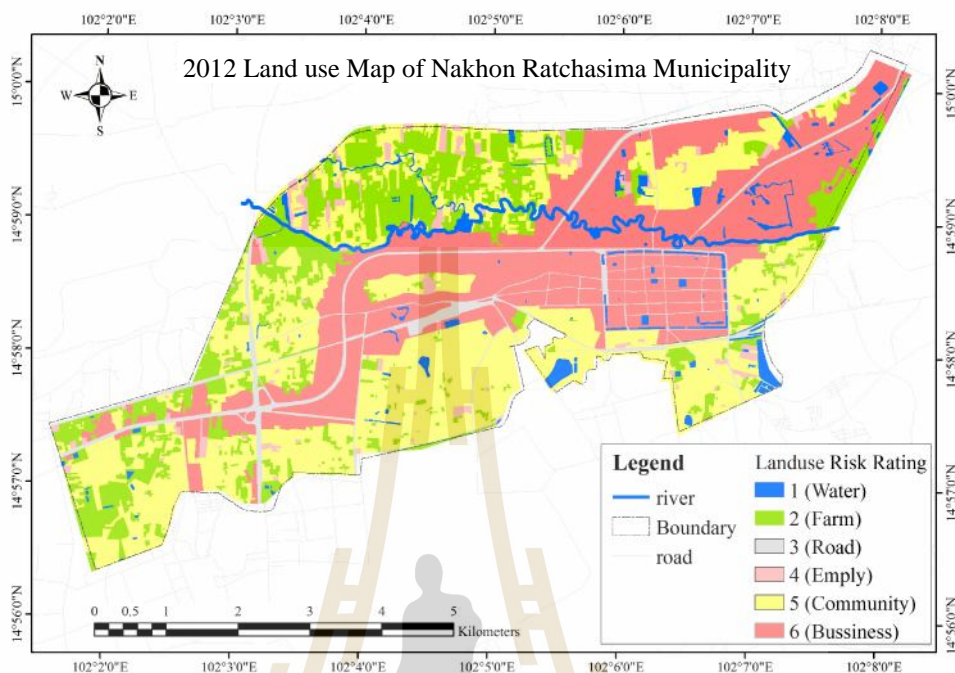 102°2'0"E 102°3'0"E 102°4'0"E 102°5'0"E 102°6'0"E 102°7'0"E 102°8'0"E
2012 Land use Map of Nakhon Ratchasima Municipality
N
W E
S
15°0'0"N 15°0'0"N
14°59'0"N 14°59'0"N
14°58'0"N 14°58'0"N
14°57'0"N 14°57'0"N
14°56'0"N 14°56'0"N
Legend
river
Boundary
road
Landuse Risk Rating
1 (Water)
2 (Farm)
3 (Road)
4 (Emply)
5 (Community)
6 (Bussiness)
0 0.5 1 2 3 4 5
Kilometers
102°2'0"E 102°3'0"E 102°4'0"E 102°5'0"E 102°6'0"E 102°7'0"E 102°8'0"E